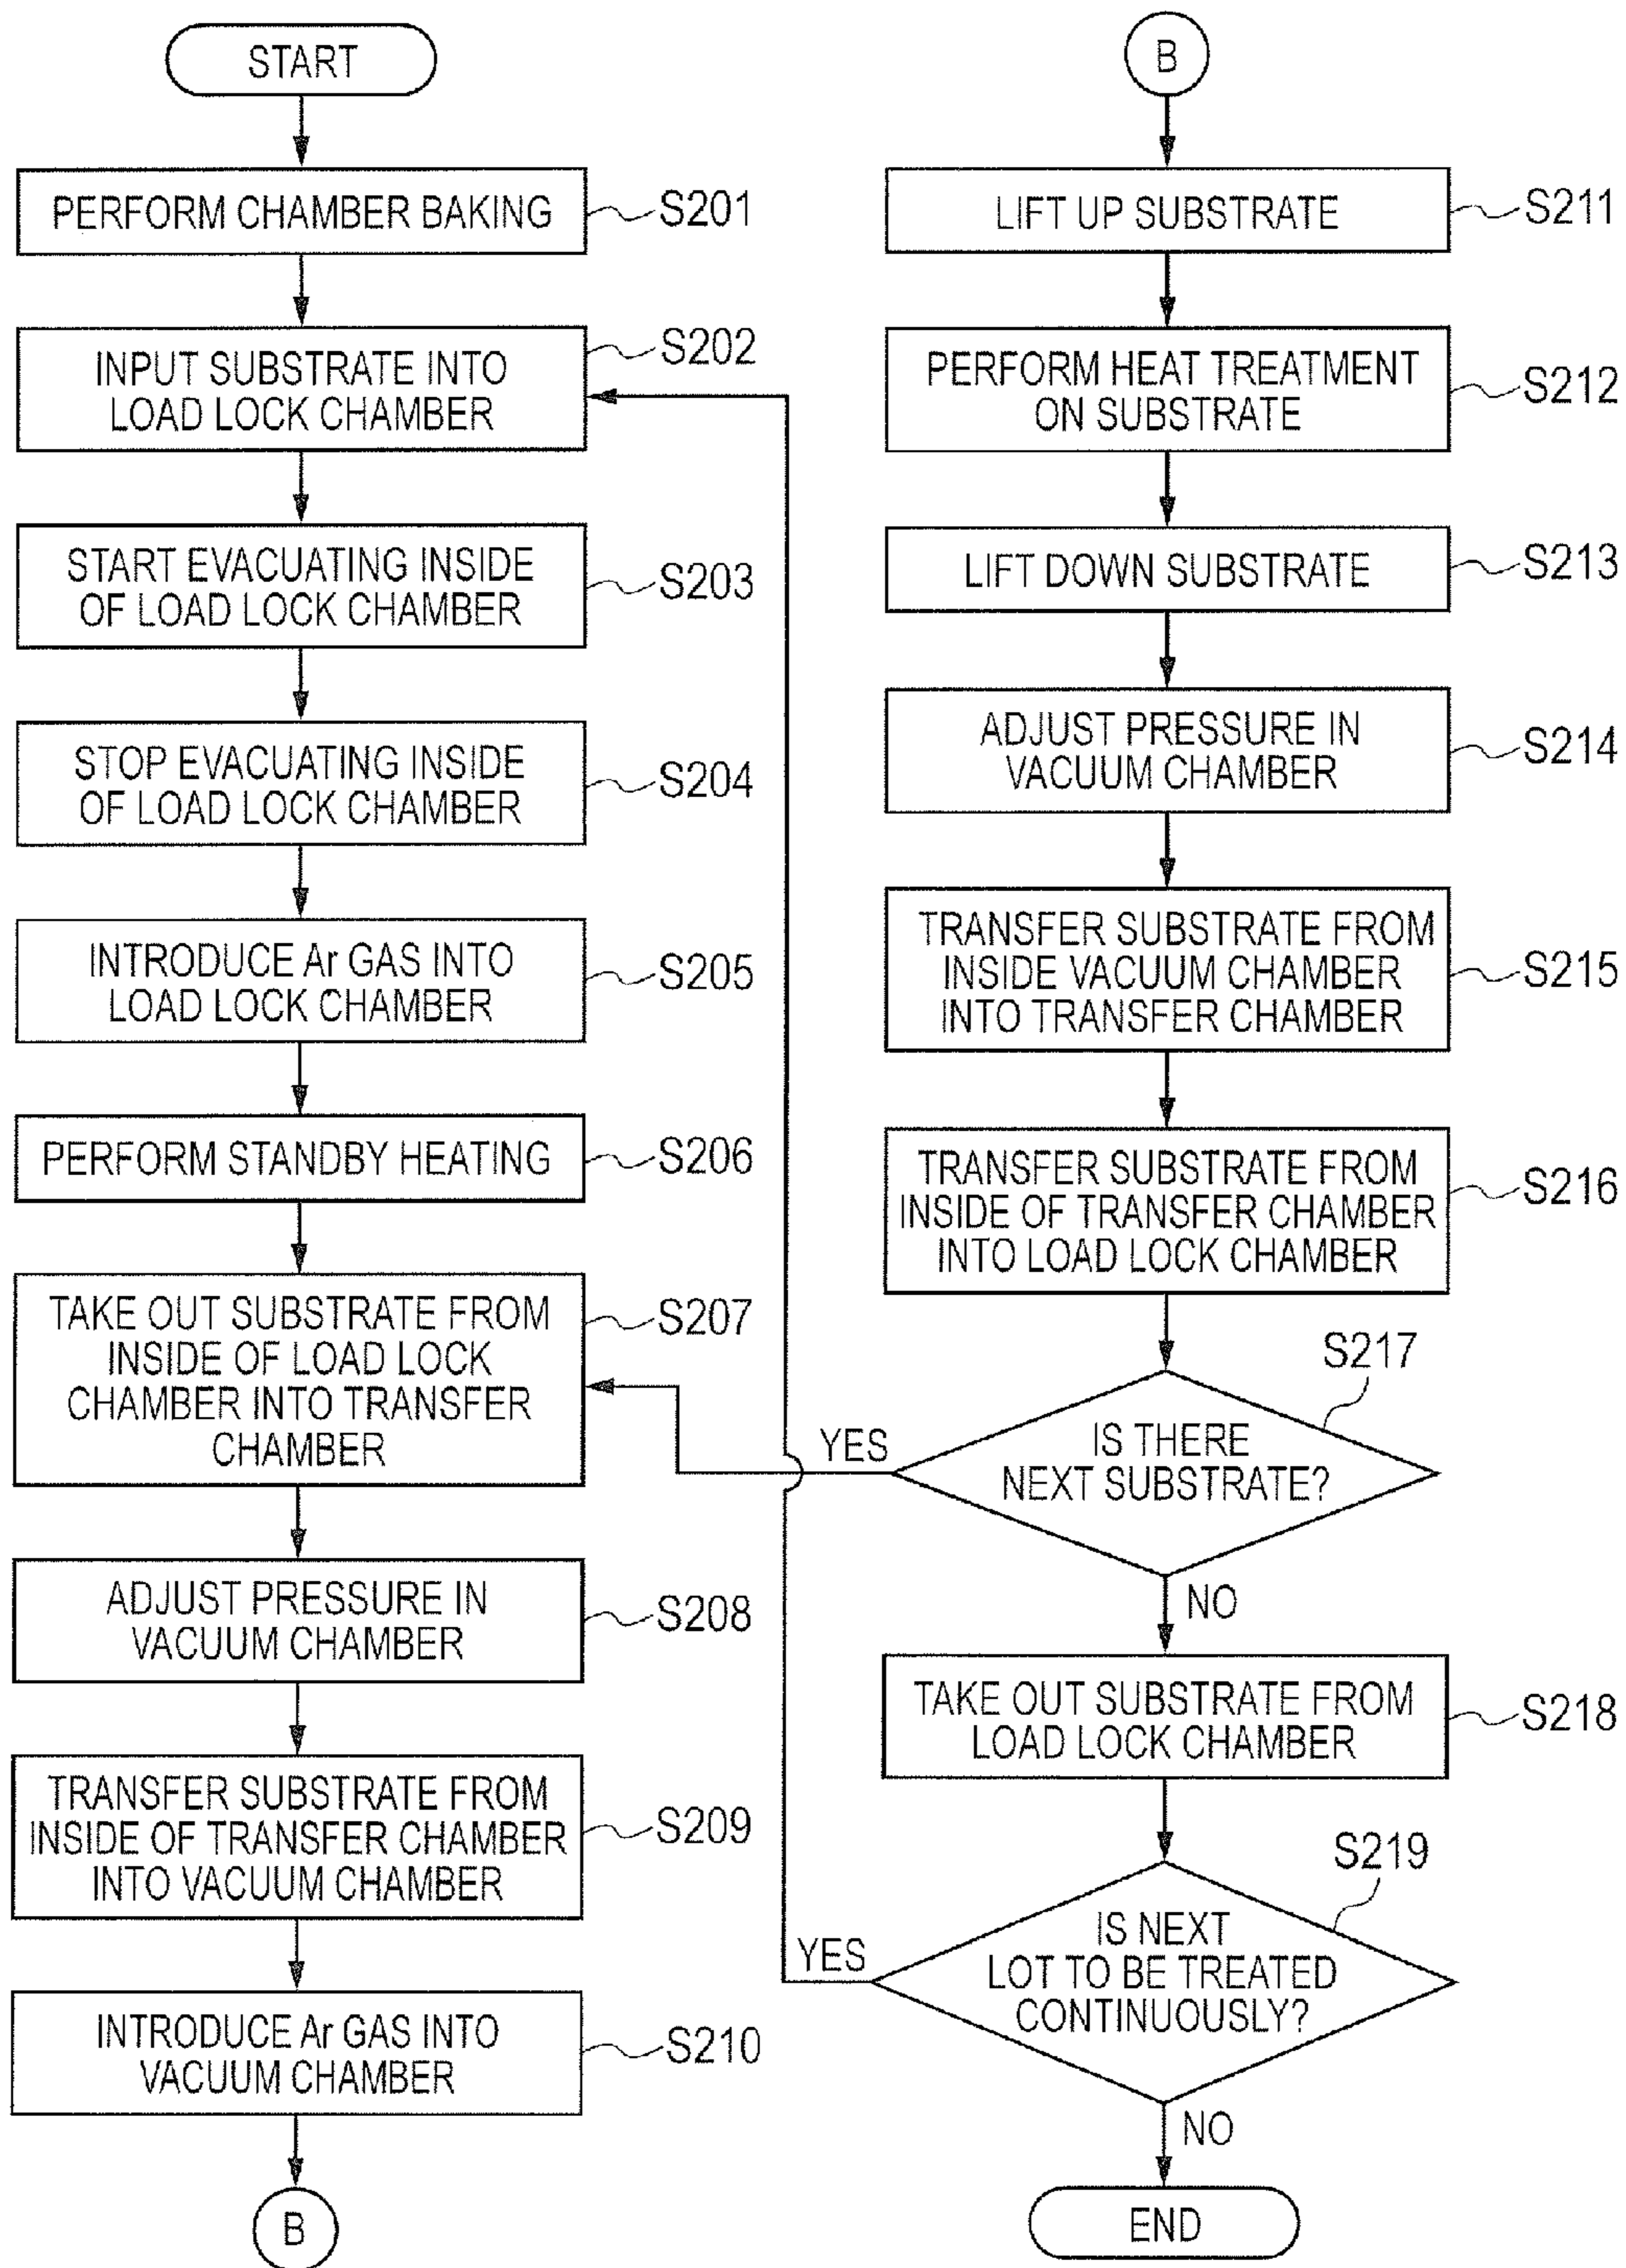 START
PERFORM CHAMBER BAKING
S201
INPUT SUBSTRATE INTO
LOAD LOCK CHAMBER
S202
START EVACUATING INSIDE
OF LOAD LOCK CHAMBER
S203
STOP EVACUATING INSIDE
OF LOAD LOCK CHAMBER
S204
INTRODUCE Ar GAS INTO
LOAD LOCK CHAMBER
S205
PERFORM STANDBY HEATING
S206
TAKE OUT SUBSTRATE FROM
INSIDE OF LOAD LOCK
CHAMBER INTO TRANSFER
CHAMBER
S207
ADJUST PRESSURE IN
VACUUM CHAMBER
S208
TRANSFER SUBSTRATE FROM
INSIDE OF TRANSFER CHAMBER
INTO VACUUM CHAMBER
S209
INTRODUCE Ar GAS INTO
VACUUM CHAMBER
S210
B
B
LIFT UP SUBSTRATE
S211
PERFORM HEAT TREATMENT
ON SUBSTRATE
S212
LIFT DOWN SUBSTRATE
S213
ADJUST PRESSURE IN
VACUUM CHAMBER
S214
TRANSFER SUBSTRATE FROM
INSIDE VACUUM CHAMBER
INTO TRANSFER CHAMBER
S215
TRANSFER SUBSTRATE FROM
INSIDE OF TRANSFER CHAMBER
INTO LOAD LOCK CHAMBER
S216
S217
IS THERE
NEXT SUBSTRATE?
YES
NO
TAKE OUT SUBSTRATE FROM
LOAD LOCK CHAMBER
S218
S219
IS NEXT
LOT TO BE TREATED
CONTINUOUSLY?
YES
NO
END